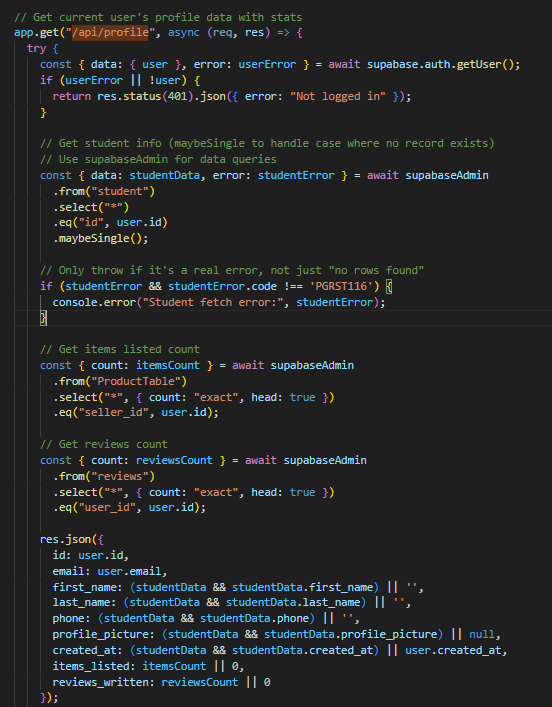 // Get current user's profile data with stats
app.get("/api/profile", async (req, res) => {
try {
const { data: { user }, error: userError } = await supabase.auth.getUser();
if (userError || !user) {
return res.status(401).json({ error: "Not logged in" });
}
// Get student info (maybeSingle to handle case where no record exists)
// Use supabaseAdmin for data queries
const { data: studentData, error: studentError } = await supabaseAdmin
.from("student")
.select("*")
.eq("id", user.id)
.maybeSingle();
// Only throw if it's a real error, not just "no rows found"
if (studentError && studentError.code !== 'PGRST116') {
console.error("Student fetch error:", studentError);
}
// Get items listed count
const { count: itemsCount } = await supabaseAdmin
.from("ProductTable")
.select("*", { count: "exact", head: true })
.eq("seller_id", user.id);
// Get reviews count
const { count: reviewsCount } = await supabaseAdmin
.from("reviews")
.select("*", { count: "exact", head: true })
.eq("user_id", user.id);
res.json({
id: user.id,
email: user.email,
first_name: (studentData && studentData.first_name) || '',
last_name: (studentData && studentData.last_name) || '',
phone: (studentData && studentData.phone) || '',
profile_picture: (studentData && studentData.profile_picture) || null,
created_at: (studentData && studentData.created_at) || user.created_at,
items_listed: itemsCount || 0,
reviews_written: reviewsCount || 0
});